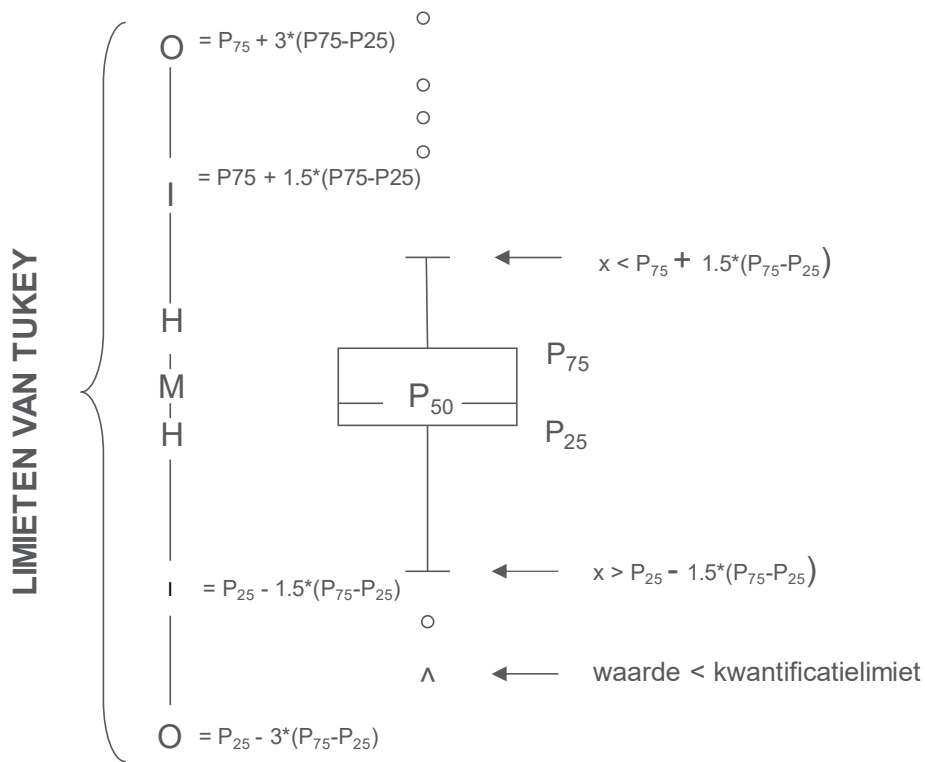 LIMIETEN VAN TUKEY
O = P75 + 3*(P75-P25)
I = P75 + 1.5*(P75-P25)
H
M
H
I = P25 - 1.5*(P75-P25)
O = P25 - 3*(P75-P25)
x < P75 + 1.5*(P75-P25)
P75
P50
P25
x > P25 - 1.5*(P75-P25)
^ waarde < kwantificatielimiet